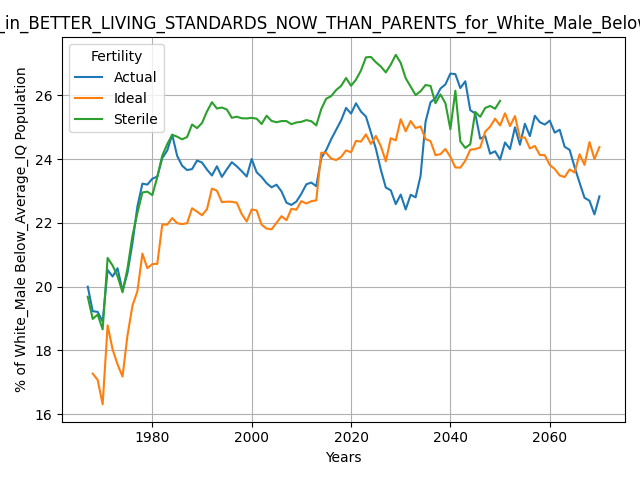 _in_BETTER_LIVING_STANDARDS_NOW_THAN_PARENTS_for_White_Male_Below
Fertility
Actual
Ideal
Sterile
% of White_Male Below_Average_IQ Population
26
24
22
20
18
16
1980
2000
2020
2040
2060
Years